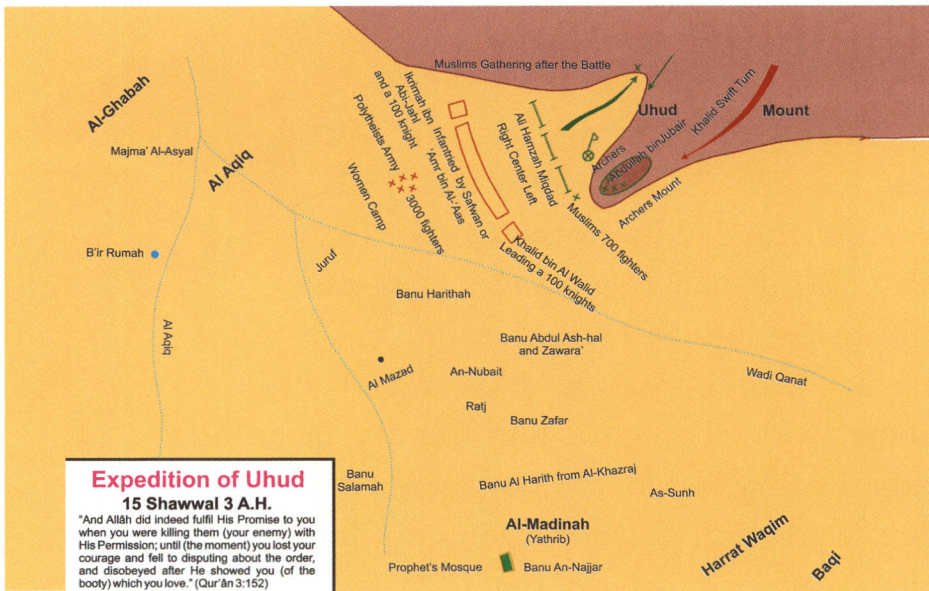 Muslims Gathering after the Battle
Al-Ghabah
Majma' Al-Asyal
Al Aqiq
B'ir Rumah
Al Aqiq
Juruf
Ikrimah ibn
Abi-Jahl
and a 100 knight
Infantried by Safwan or
'Amr bin Al-'Aas
Polytheists Army
3000 fighters
Women Camp
Ali Hamzah Miqdad
Right Center Left
Muslims 700 fighters
Khalid bin Al Walid
Leading a 100 knights
Uhud
Mount
Khalid Swift Turn
Archers
'Abdullah binJubair
Archers Mount
Banu Harithah
Banu Abdul Ash-hal
and Zawara'
Wadi Qanat
Al Mazad
An-Nubait
Ratj
Banu Zafar
Banu
Salamah
Banu Al Harith from Al-Khazraj
As-Sunh
Al-Madinah
(Yathrib)
Prophet's Mosque
Banu An-Najjar
Harrat Waqim
Baqi
Expedition of Uhud
15 Shawwal 3 A.H.
"And Allâh did indeed fulfil His Promise to you
when you were killing them (your enemy) with
His Permission; until (the moment) you lost your
courage and fell to disputing about the order,
and disobeyed after He showed you (of the
booty) which you love." (Qur'ân 3:152)